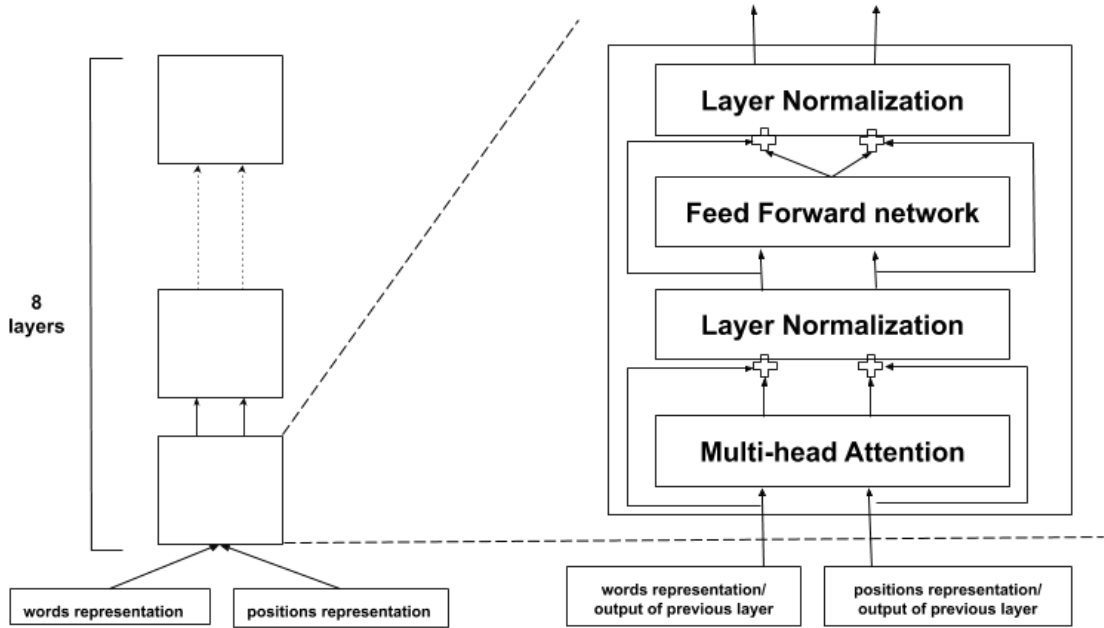 8
layers
words representation
positions representation
Layer Normalization
Feed Forward network
Layer Normalization
Multi-head Attention
words representation/
output of previous layer
positions representation/
output of previous layer